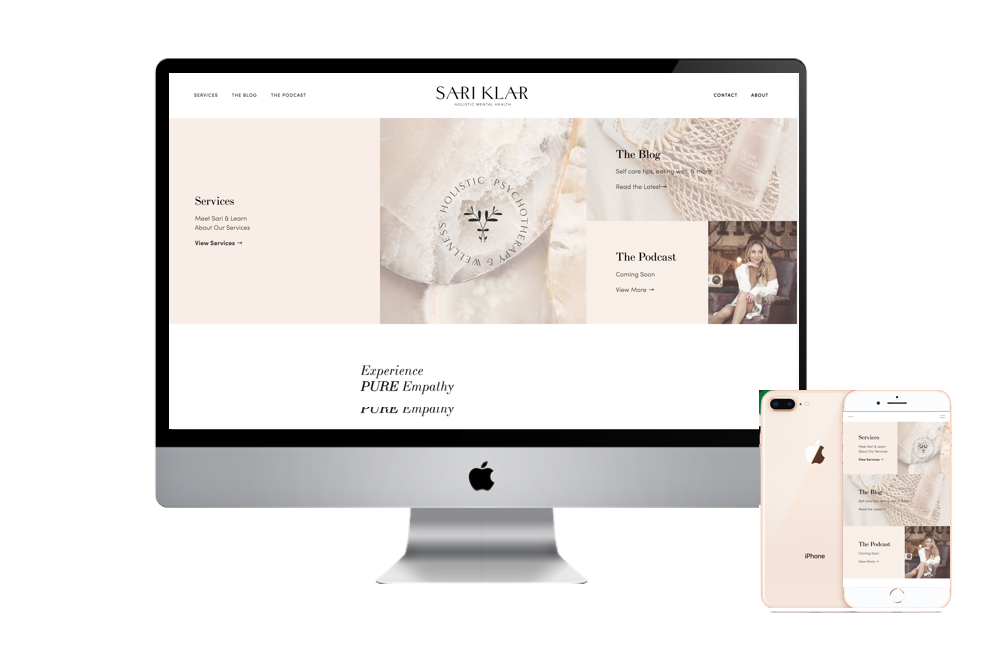 SERVICES THE BLOG THE PODCAST
SARI KLAR
HOLISTIC MENTAL HEALTH
CONTACT ABOUT
Services
Meet Sari & Learn
About Our Services
View Services →
HOLISTIC PSYCHOTHERAPY & WELLNESS
The Blog
Self care tips, eating well, & more
Read the Latest→
The Podcast
Coming Soon
View More →
Experience
PURE Empathy
PURE Empathy
iPhone
Services
Meet Sari & Learn
About Our Services
View Services →
The Blog
Self care tips, eating well, & more
Read the Latest→
The Podcast
Coming Soon
View More →